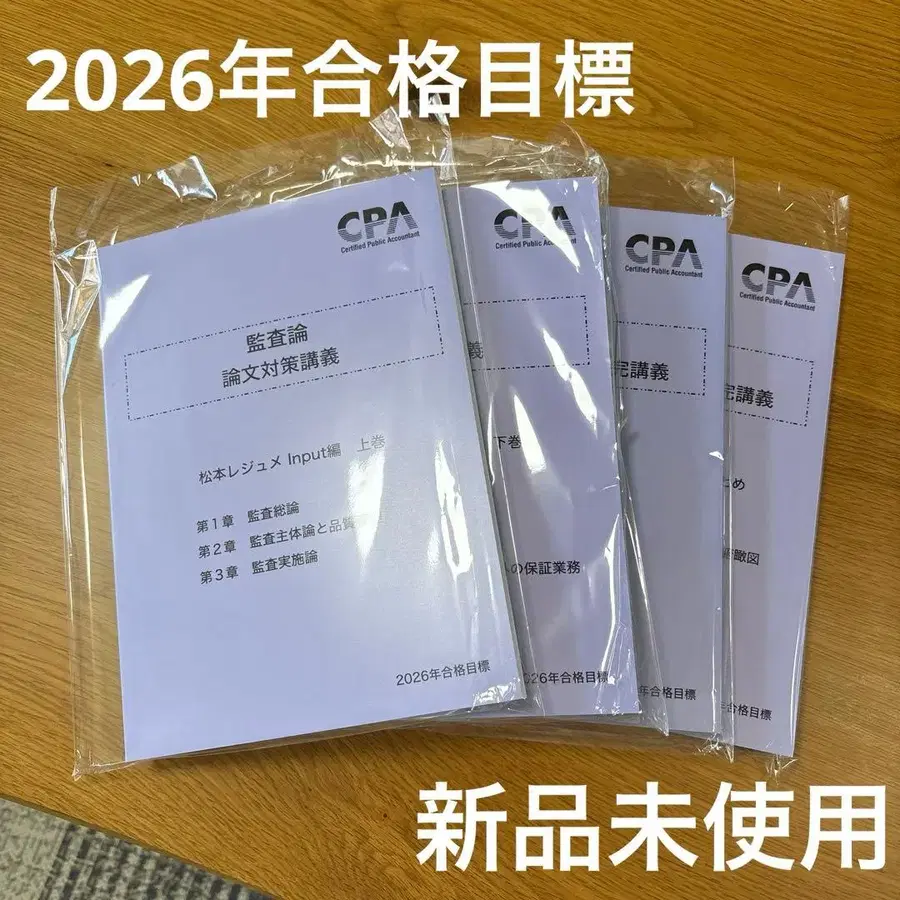 2026年合格目標
CPA
Certified Public Accountant
監査論
論文対策講義
松本レジュメ Input編 上巻
第1章 監査総論
第2章 監査主体論と品質
第3章 監査実施論
2026年合格目標
CPA
Certified Public Accountant
義
下巻
の保証業務
026年合格目標
CPA
Certified Public Accountant
完講義
年合格目標
CPA
Certified Public Accountant
完講義
とめ
瞰図
年合格目標
新品未使用